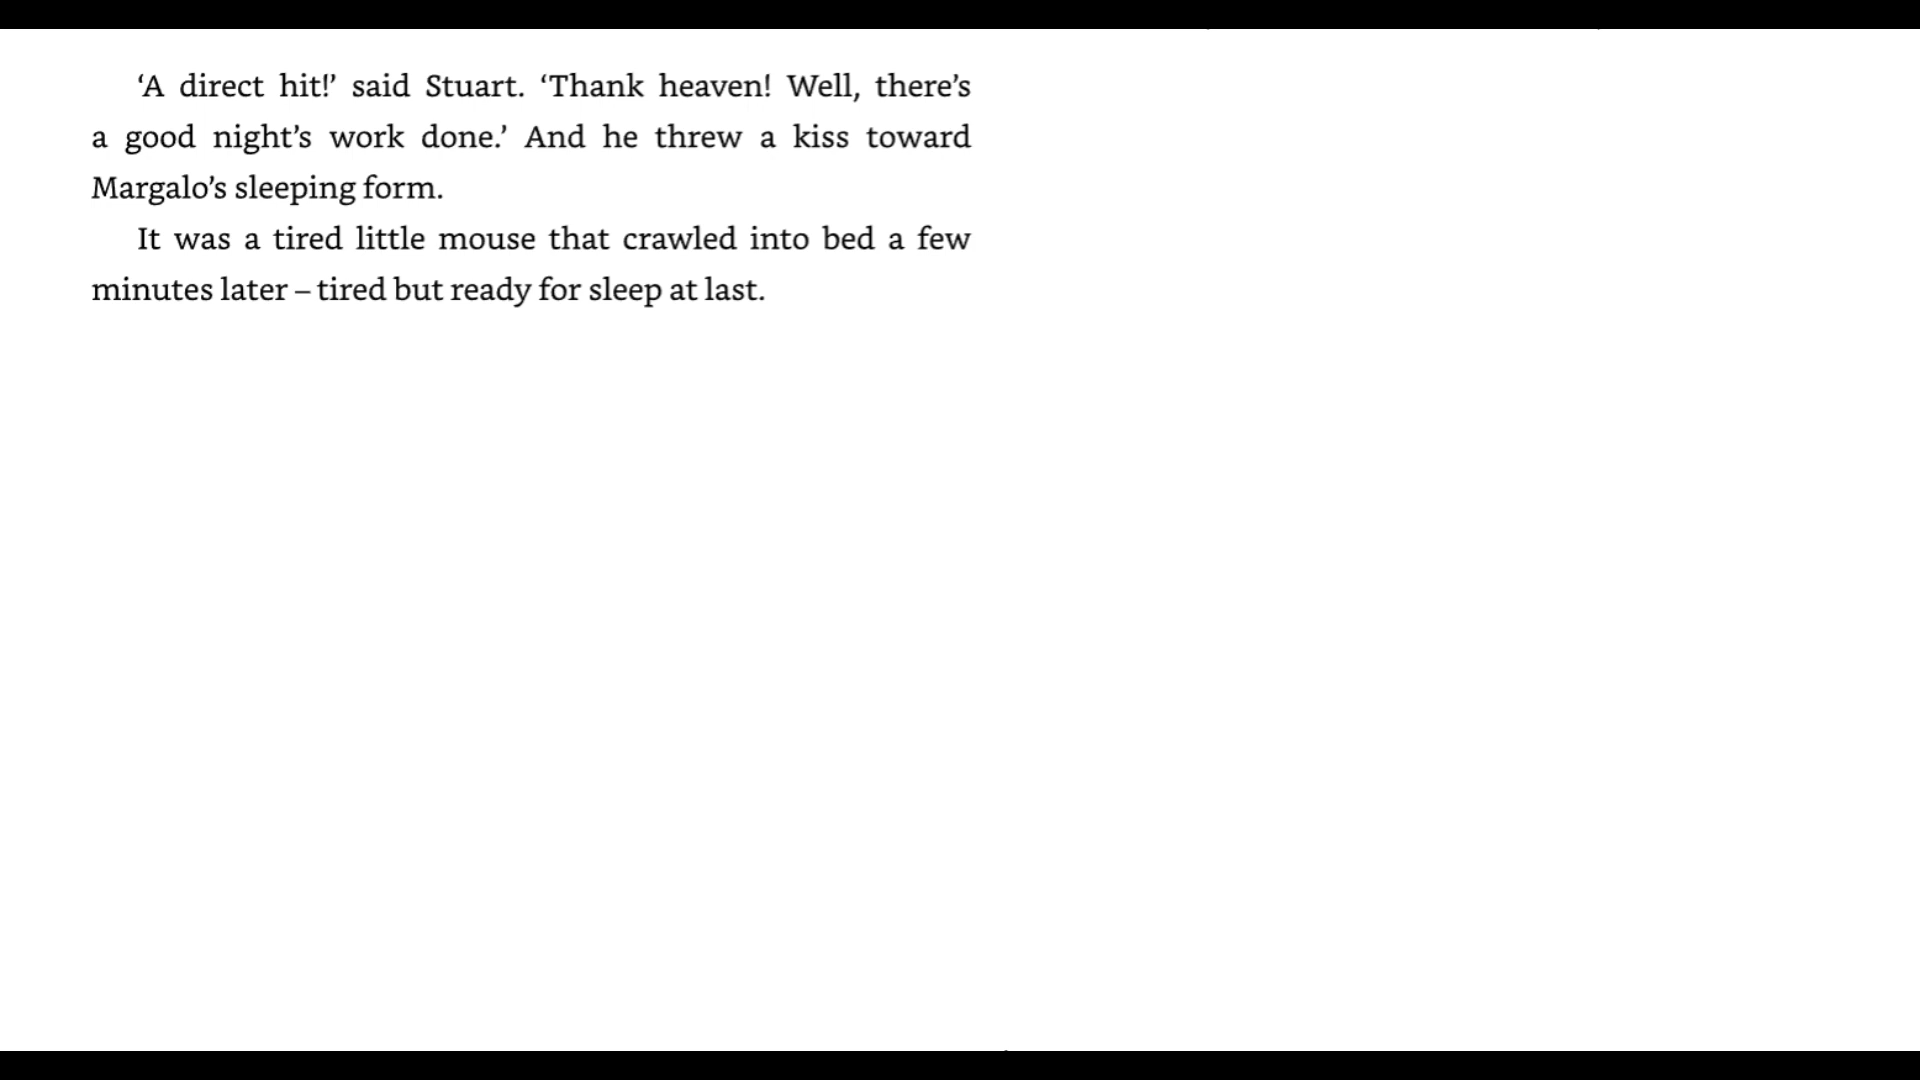 ‘A direct hit!’ said Stuart. ‘Thank heaven! Well, there’s
a good night’s work done.’ And he threw a kiss toward
Margalo’s sleeping form.
It was a tired little mouse that crawled into bed a few
minutes later – tired but ready for sleep at last.